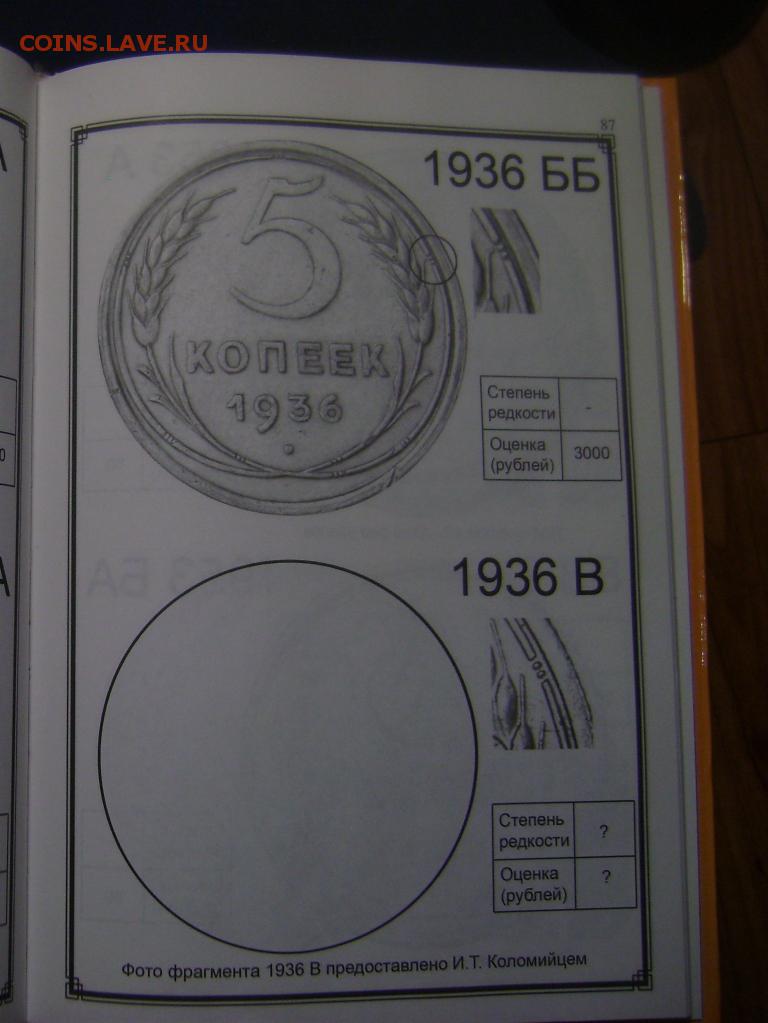 COINS.LAVE.RU
87
1936 ББ
5
КОПЕЕК
1936
Степень
редкости
-
Оценка
(рублей)
3000
1936 В
Степень
редкости
?
Оценка
(рублей)
?
Фото фрагмента 1936 В предоставлено И.Т. Коломийцем